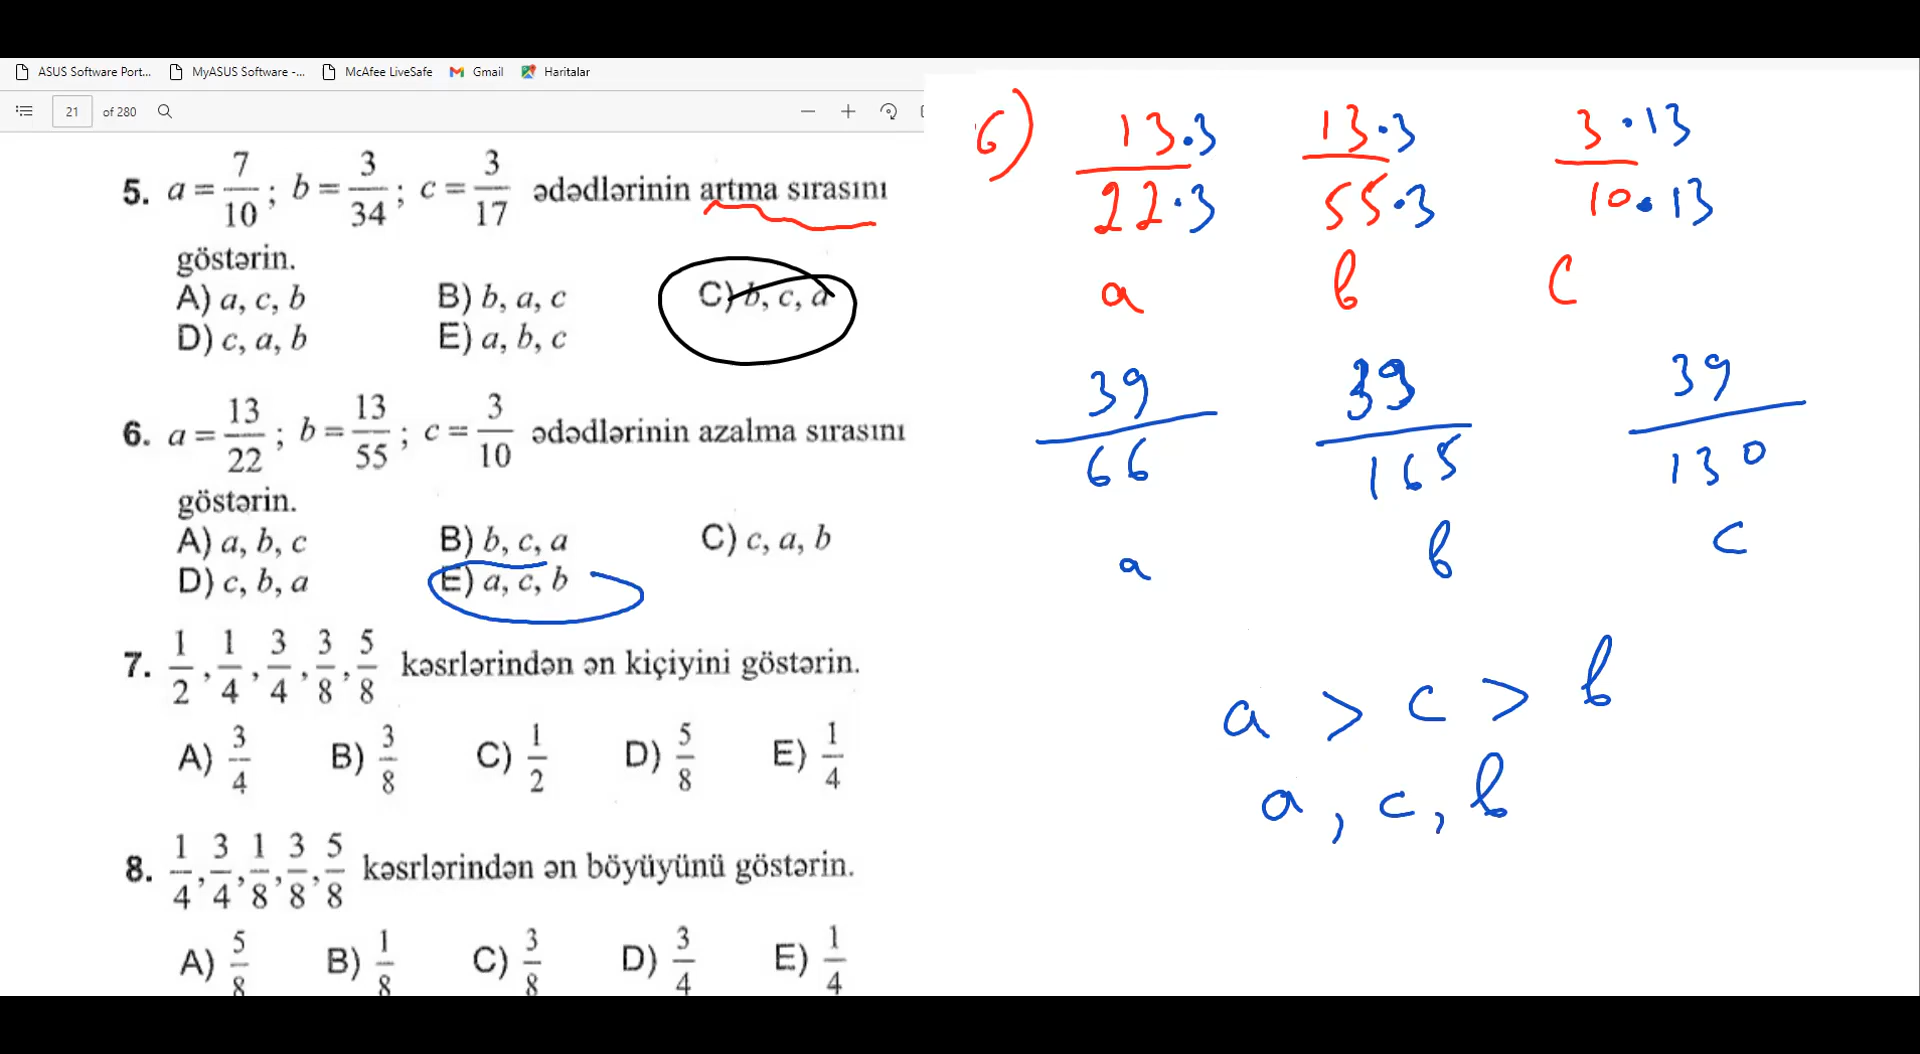 ASUS Software Port... MyASUS Software -... McAfee LiveSafe Gmail Haritalar
21 of 280
5. a = 7/10 ; b = 3/34 ; c = 3/17 ədədlərinin artma sırasını
göstərin.
A) a, c, b B) b, a, c C) b, c, a
D) c, a, b E) a, b, c
6. a = 13/22 ; b = 13/55 ; c = 3/10 ədədlərinin azalma sırasını
göstərin.
A) a, b, c B) b, c, a C) c, a, b
D) c, b, a E) a, c, b
7. 1/2 , 1/4 , 3/4 , 3/8 , 5/8 kəsrlərindən ən kiçiyini göstərin.
A) 3/4 B) 3/8 C) 1/2 D) 5/8 E) 1/4
8. 1/4 , 3/4 , 1/8 , 3/8 , 5/8 kəsrlərindən ən böyüyünü göstərin.
A) 5/8 B) 1/8 C) 3/8 D) 3/4 E) 1/4
6) 13·3/22·3 13·3/55·3 3·13/10·13
a b c
39/66 39/165 39/130
a b c
a > c > b
a, c, b